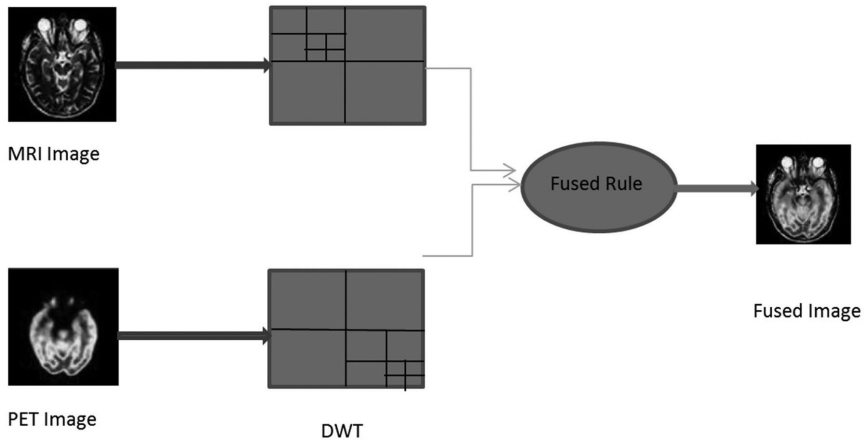 MRI Image
Fused Rule
Fused Image
PET Image
DWT